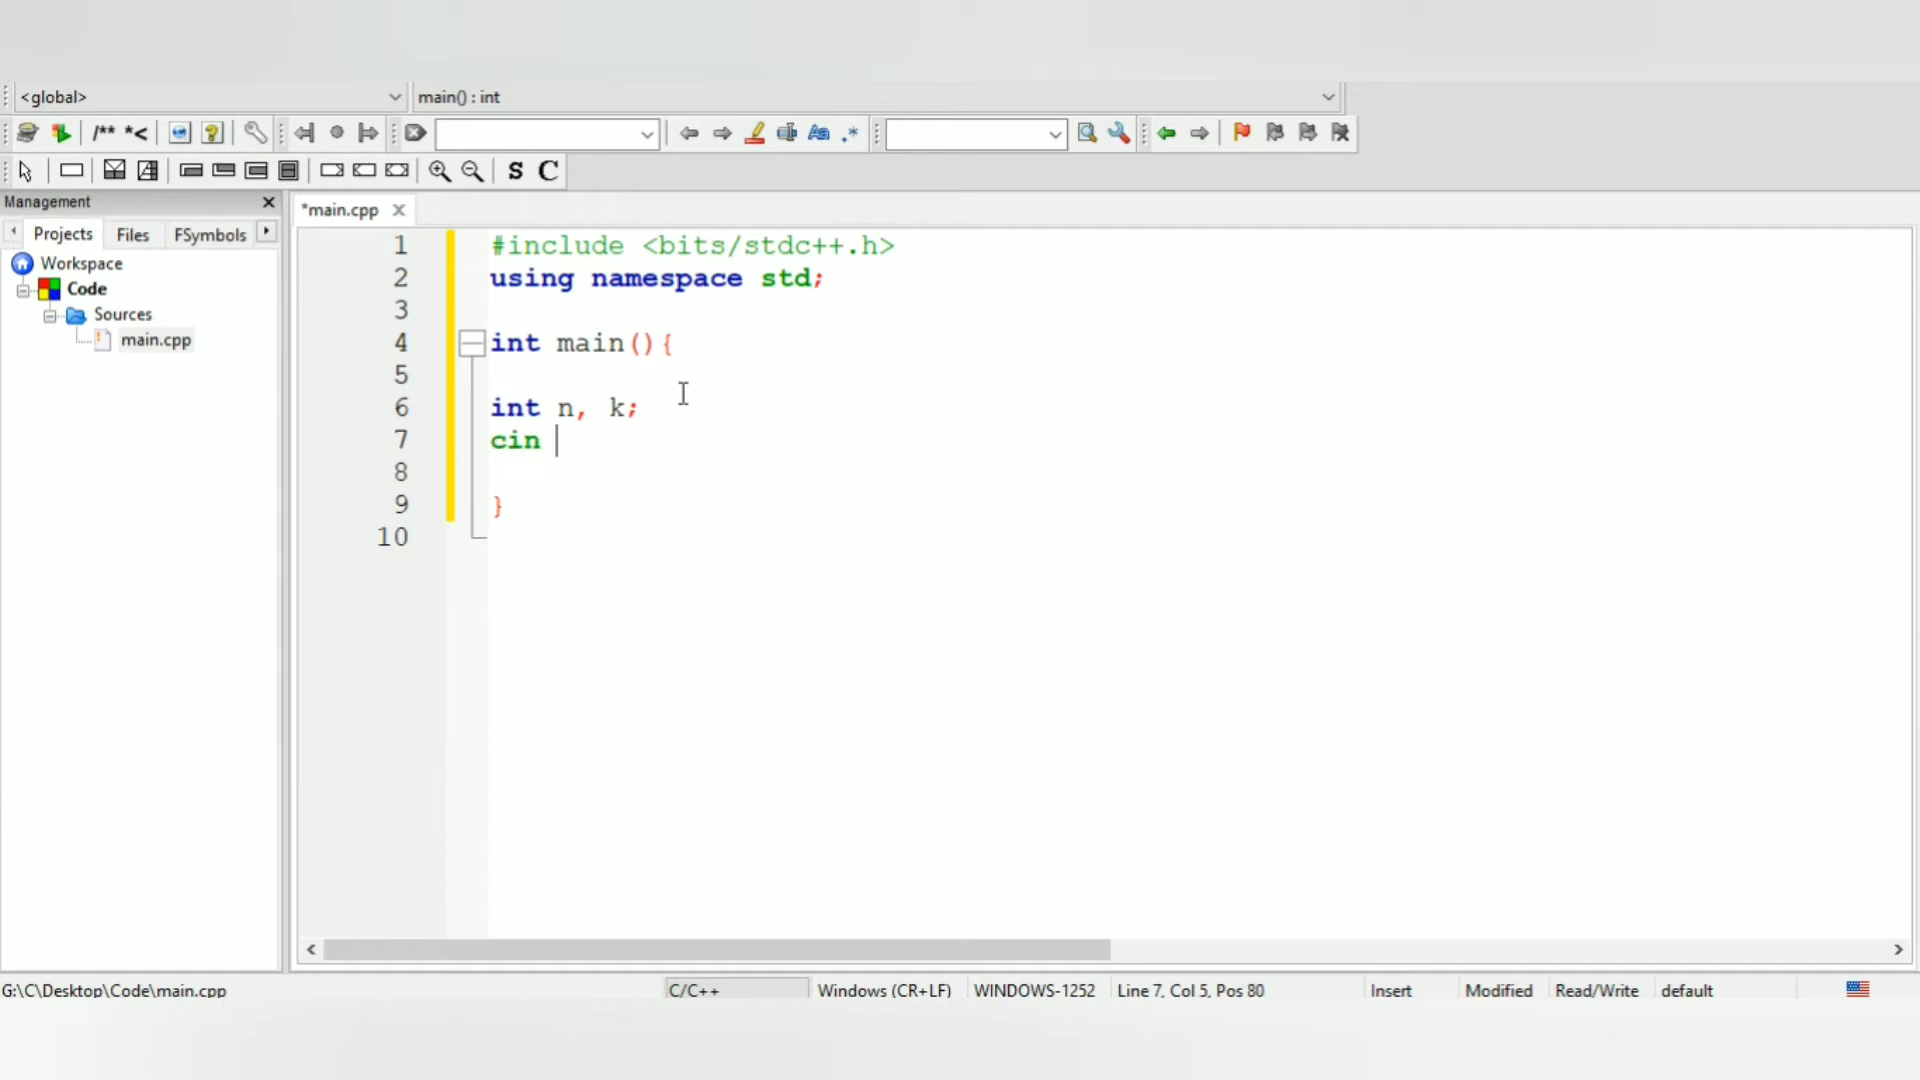 <global> main() : int
/** *<
S C
Management
*main.cpp
Projects Files FSymbols
Workspace
Code
Sources
main.cpp
1 #include <bits/stdc++.h>
2 using namespace std;
3
4 int main(){
5
6 int n, k;
7 cin
8
9 }
10
G:\C\Desktop\Code\main.cpp C/C++ Windows (CR+LF) WINDOWS-1252 Line 7, Col 5, Pos 80 Insert Modified Read/Write default